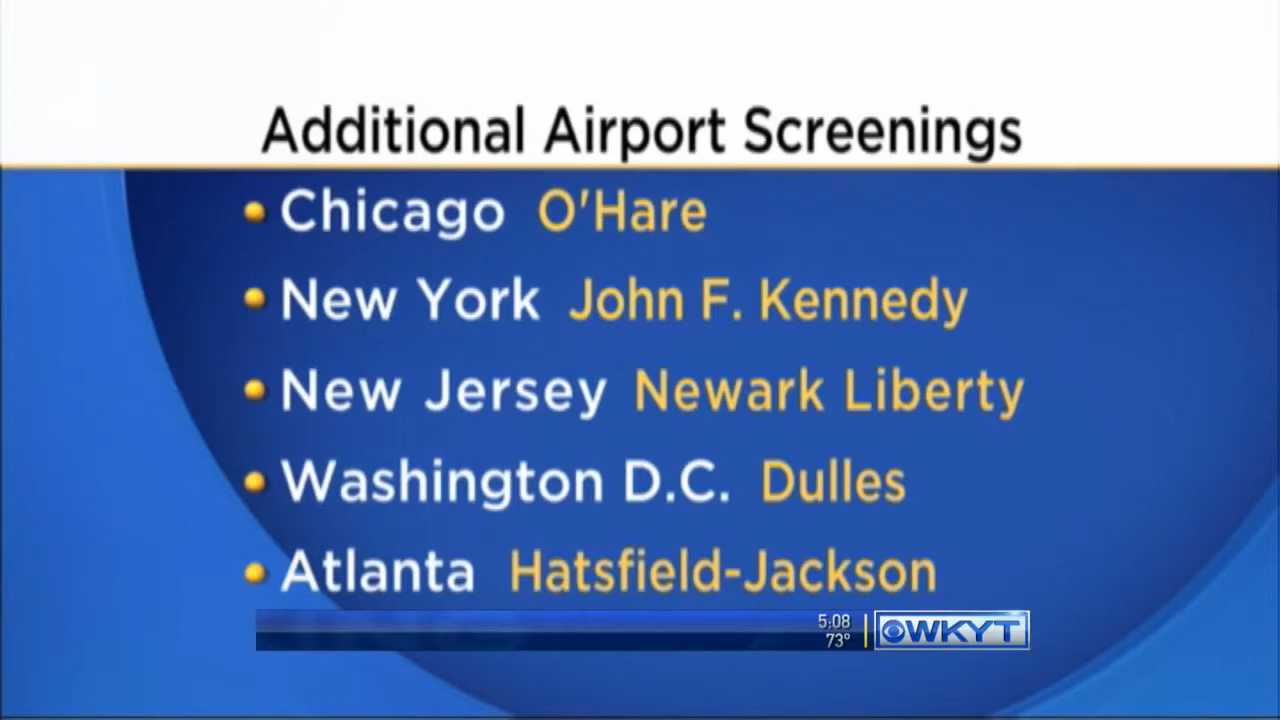 Additional Airport Screenings
• Chicago O'Hare
• New York John F. Kennedy
• New Jersey Newark Liberty
• Washington D.C. Dulles
• Atlanta Hatsfield-Jackson
5:08
73°
WKYT